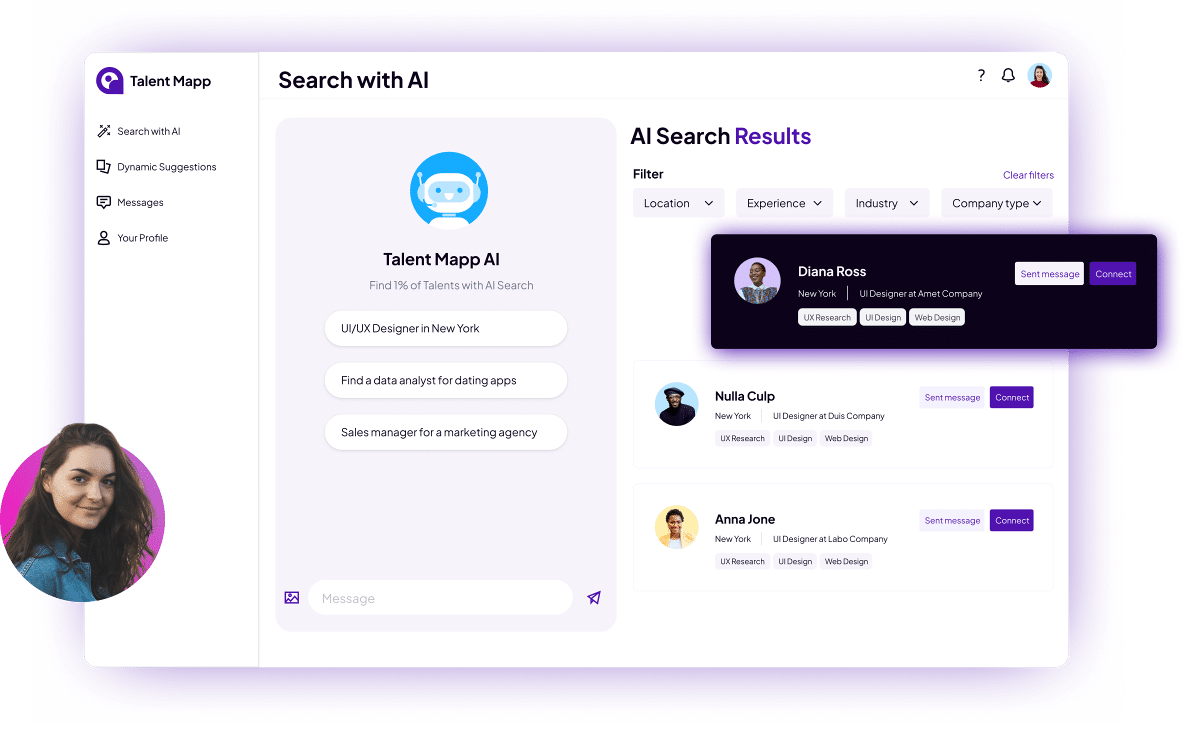 Talent Mapp
Search with AI
Dynamic Suggestions
Messages
Your Profile
Search with AI
?
Talent Mapp AI
Find 1% of Talents with AI Search
UI/UX Designer in New York
Find a data analyst for dating apps
Sales manager for a marketing agency
Message
AI Search Results
Filter
Clear filters
Location
Experience
Industry
Company type
Diana Ross
New York
UI Designer at Amet Company
UX Research
UI Design
Web Design
Sent message
Connect
Nulla Culp
New York
UI Designer at Duis Company
UX Research
UI Design
Web Design
Sent message
Connect
Anna Jone
New York
UI Designer at Labo Company
UX Research
UI Design
Web Design
Sent message
Connect